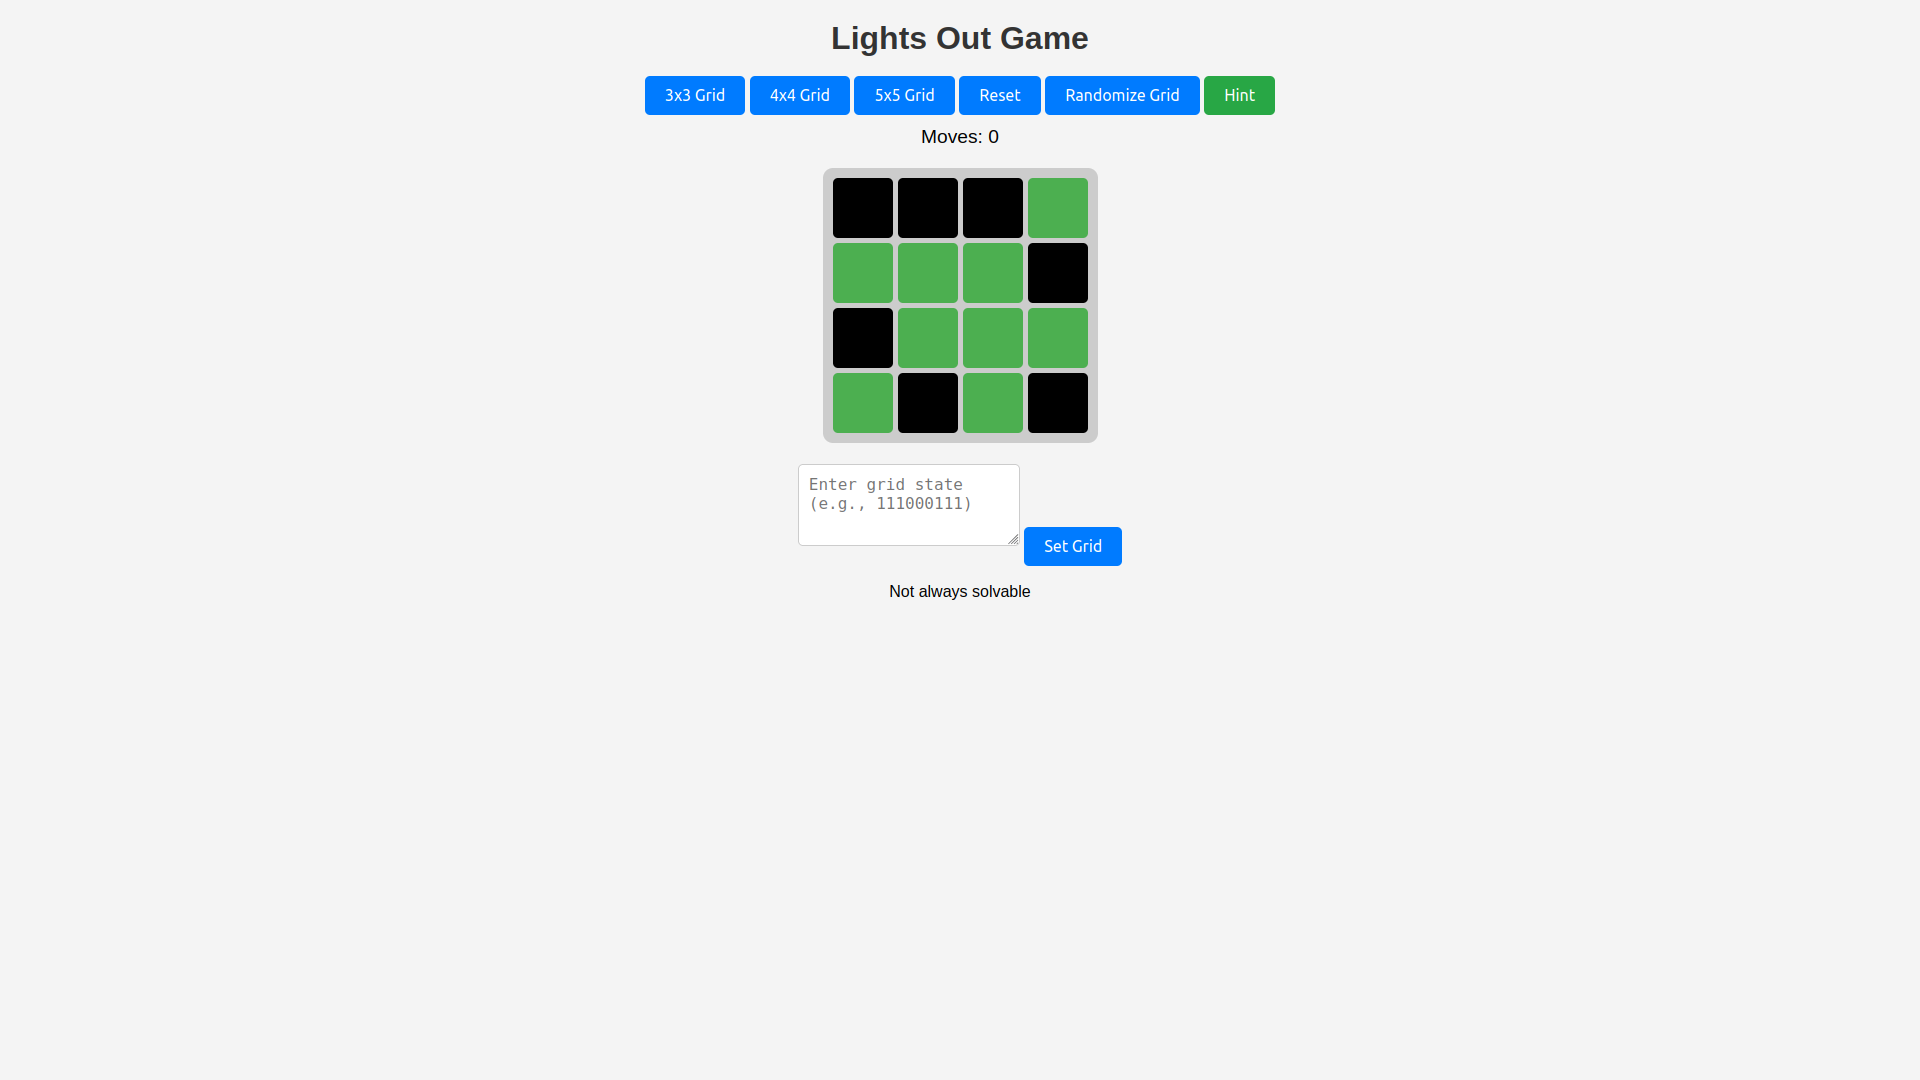 Lights Out Game
3x3 Grid 4x4 Grid 5x5 Grid Reset Randomize Grid Hint
Moves: 0
Enter grid state
(e.g., 111000111)
Set Grid
Not always solvable